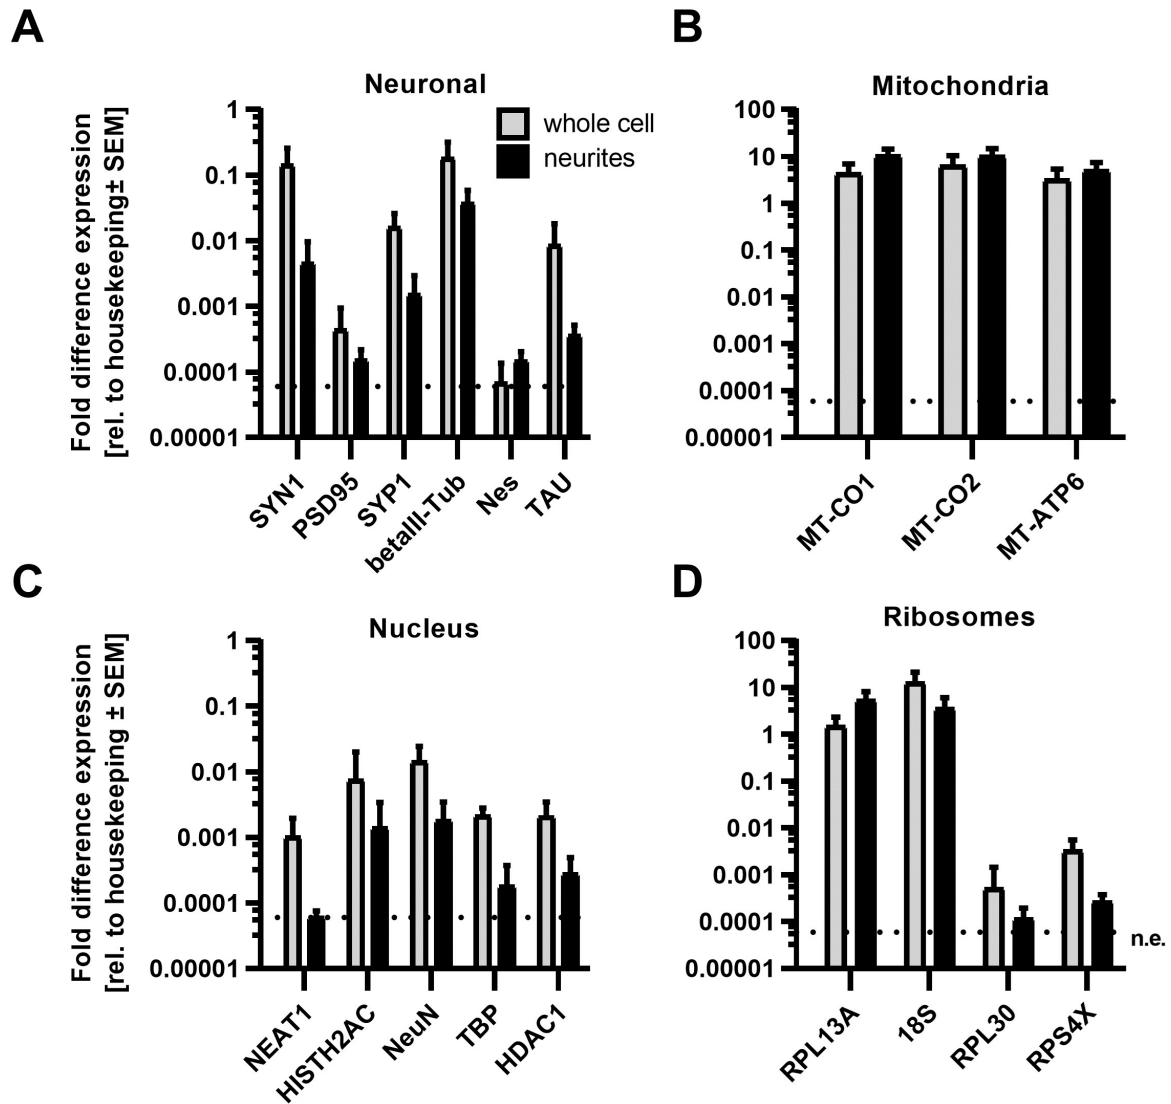 A
Neuronal
Fold difference expression
[rel. to housekeeping± SEM]
1
0.1
0.01
0.001
0.0001
0.00001
whole cell
neurites
SYN1
PSD95
SYP1
betaIII-Tub
Nes
TAU
B
Mitochondria
100
10
1
0.1
0.01
0.001
0.0001
0.00001
MT-CO1
MT-CO2
MT-ATP6
C
Nucleus
Fold difference expression
[rel. to housekeeping ± SEM]
1
0.1
0.01
0.001
0.0001
0.00001
NEAT1
HISTH2AC
NeuN
TBP
HDAC1
D
Ribosomes
100
10
1
0.1
0.01
0.001
0.0001
0.00001
n.e.
RPL13A
18S
RPL30
RPS4X